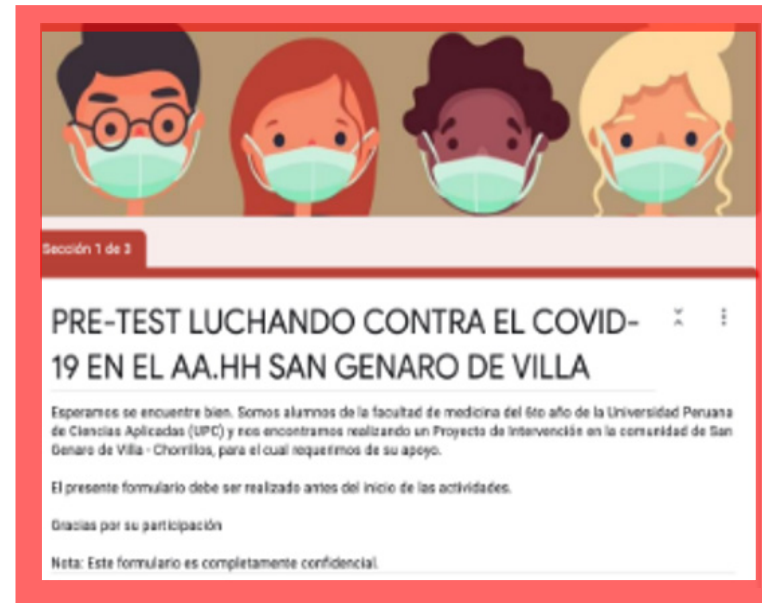 Sección 1 de 3
PRE-TEST LUCHANDO CONTRA EL COVID-
19 EN EL AA.HH SAN GENARO DE VILLA
Esperamos se encuentre bien. Somos alumnos de la facultad de medicina del 6to año de la Universidad Peruana
de Ciencias Aplicadas (UPC) y nos encontramos realizando un Proyecto de Intervención en la comunidad de San
Genaro de Villa - Chorrillos, para el cual requerimos de su apoyo.
El presente formulario debe ser realizado antes del inicio de las actividades.
Gracias por su participación
Nota: Este formulario es completamente confidencial.